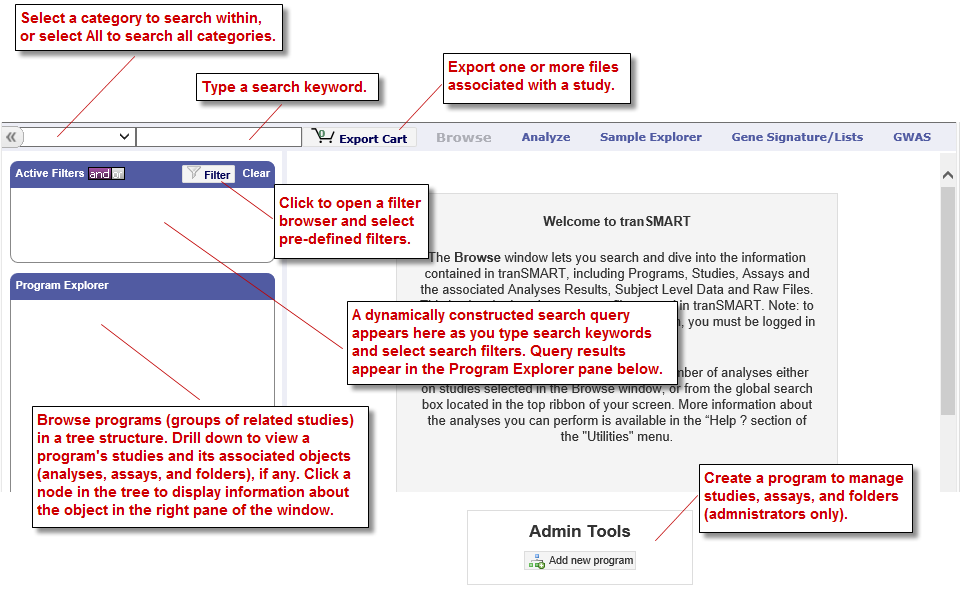 Select a category to search within,
or select All to search all categories.
Type a search keyword.
Export one or more files
associated with a study.
0 Export Cart
Browse
Analyze
Sample Explorer
Gene Signature/Lists
GWAS
Active Filters and or
Filter
Clear
Click to open a filter
browser and select
pre-defined filters.
Welcome to tranSMART
The Browse window lets you search and dive into the information
contained in tranSMART, including Programs, Studies, Assays and
the associated Analyses Results, Subject Level Data and Raw Files.
in tranSMART. Note: to
, you must be logged in
Program Explorer
A dynamically constructed search query
appears here as you type search keywords
and select search filters. Query results
appear in the Program Explorer pane below.
of analyses either
on studies selected in the Browse window, or from the global search
box located in the top ribbon of your screen. More information about
the analyses you can perform is available in the “Help ? section of
the "Utilities" menu.
Browse programs (groups of related studies)
in a tree structure. Drill down to view a
program's studies and its associated objects
(analyses, assays, and folders), if any. Click a
node in the tree to display information about
the object in the right pane of the window.
Create a program to manage
studies, assays, and folders
(admnistrators only).
Admin Tools
Add new program